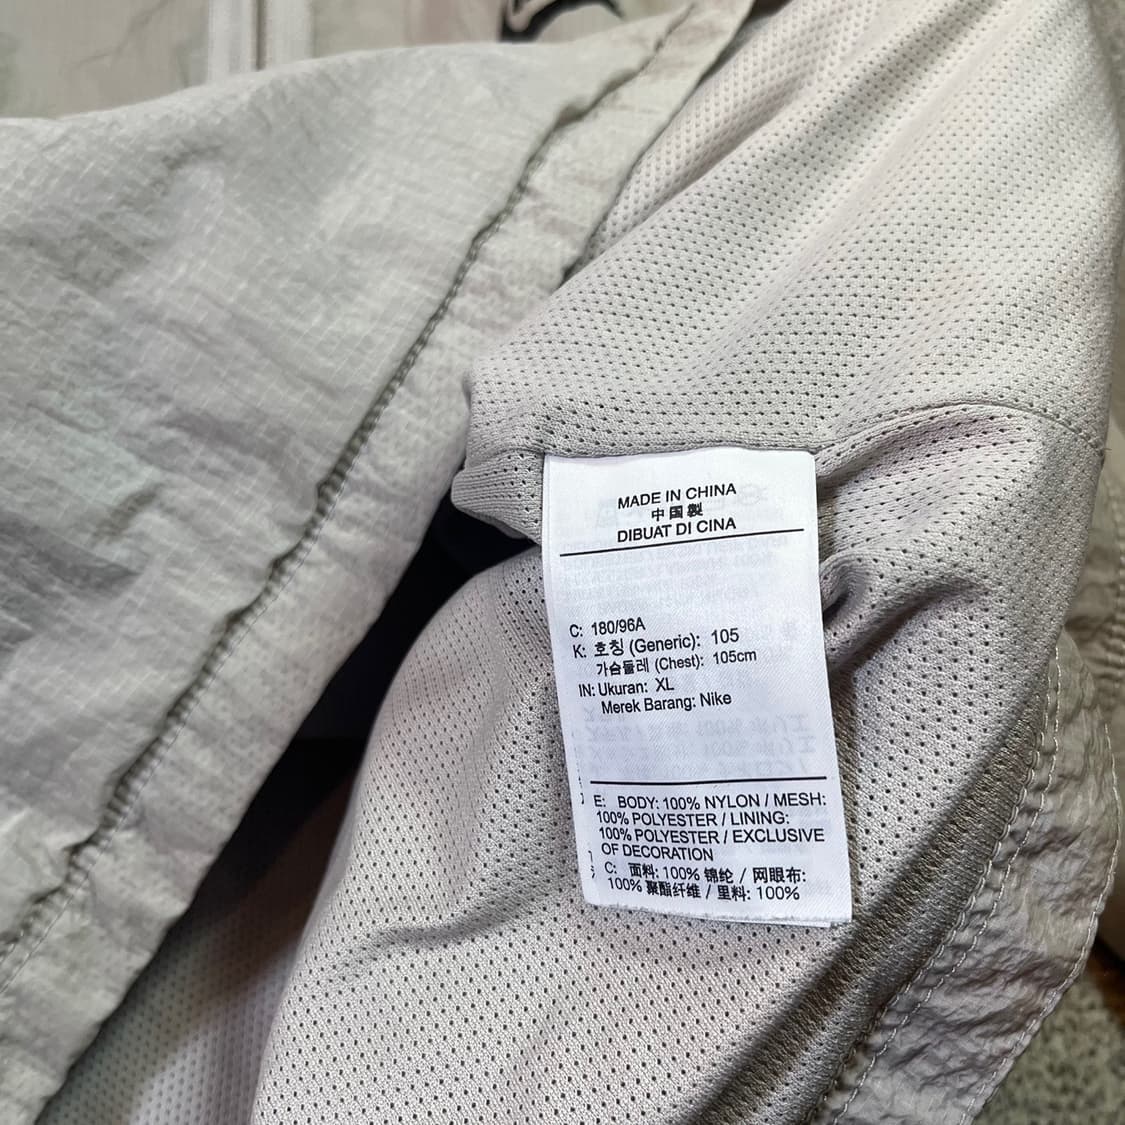 MADE IN CHINA
中国製
DIBUAT DI CINA
C: 180/96A
K: 호칭 (Generic): 105
가슴둘레 (Chest): 105cm
IN: Ukuran: XL
Merek Barang: Nike
E: BODY: 100% NYLON / MESH:
100% POLYESTER / LINING:
100% POLYESTER / EXCLUSIVE
OF DECORATION
C: 面料: 100% 锦纶 / 网眼布:
100% 聚酯纤维 / 里料: 100%